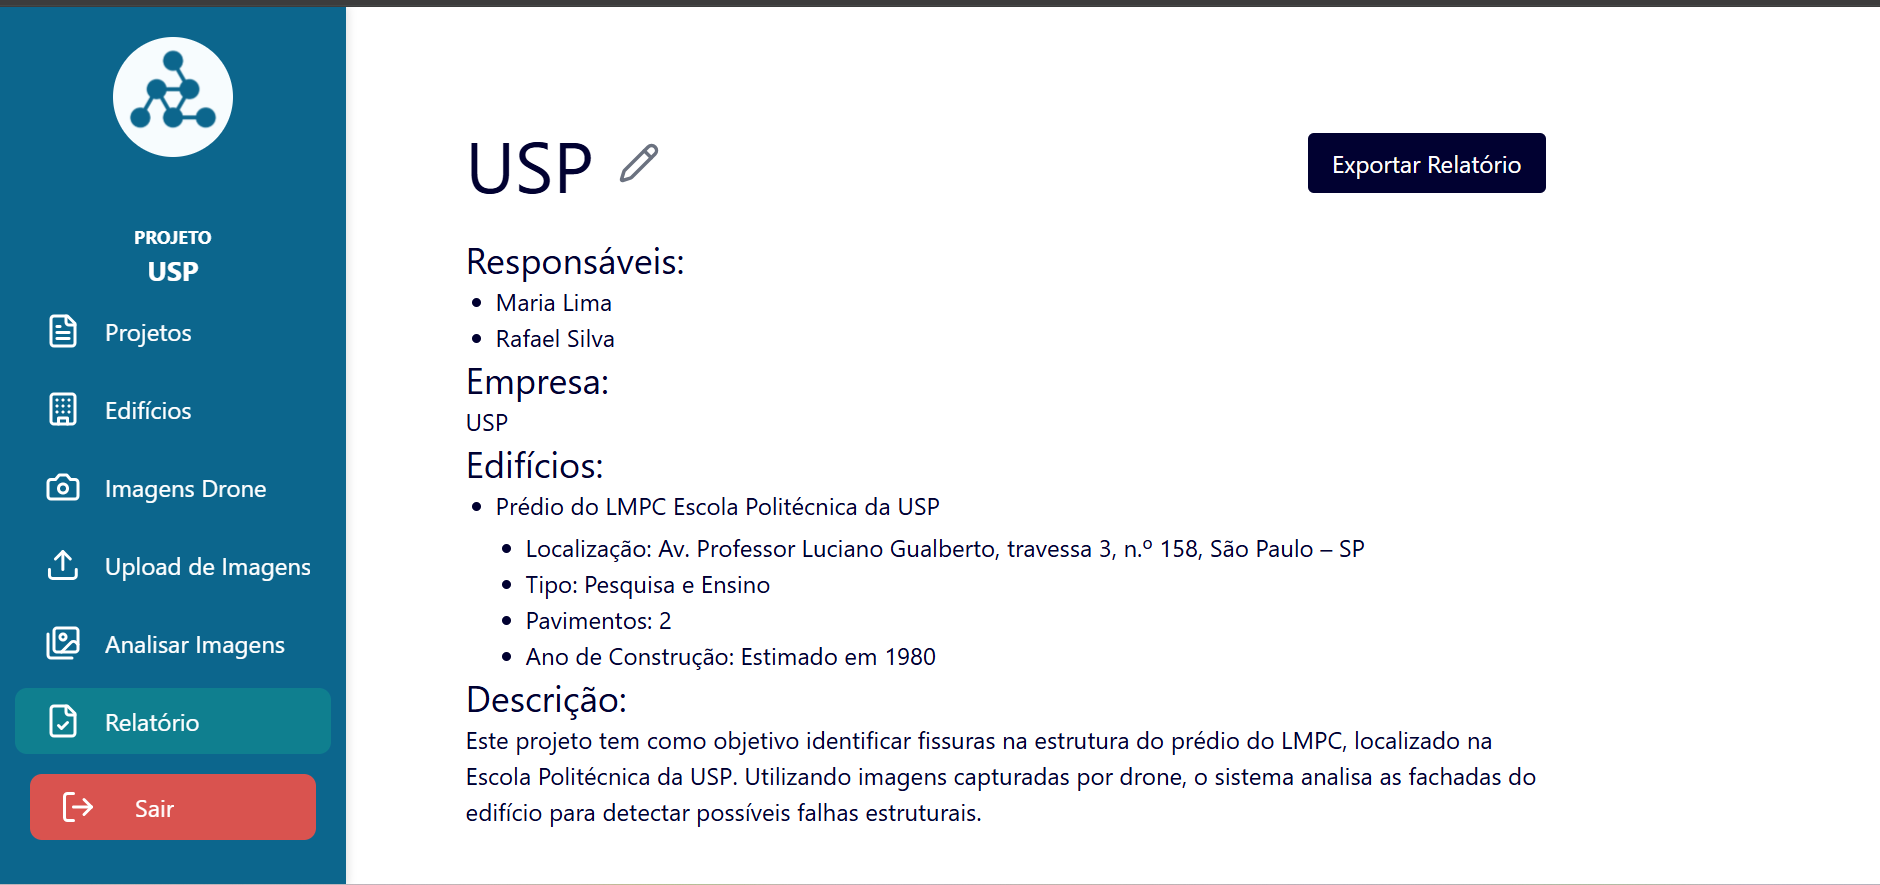 PROJETO
USP
Projetos
Edifícios
Imagens Drone
Upload de Imagens
Analisar Imagens
Relatório
Sair
USP
Exportar Relatório
Responsáveis:
Maria Lima
Rafael Silva
Empresa:
USP
Edifícios:
Prédio do LMPC Escola Politécnica da USP
Localização: Av. Professor Luciano Gualberto, travessa 3, n.º 158, São Paulo – SP
Tipo: Pesquisa e Ensino
Pavimentos: 2
Ano de Construção: Estimado em 1980
Descrição:
Este projeto tem como objetivo identificar fissuras na estrutura do prédio do LMPC, localizado na
Escola Politécnica da USP. Utilizando imagens capturadas por drone, o sistema analisa as fachadas do
edifício para detectar possíveis falhas estruturais.